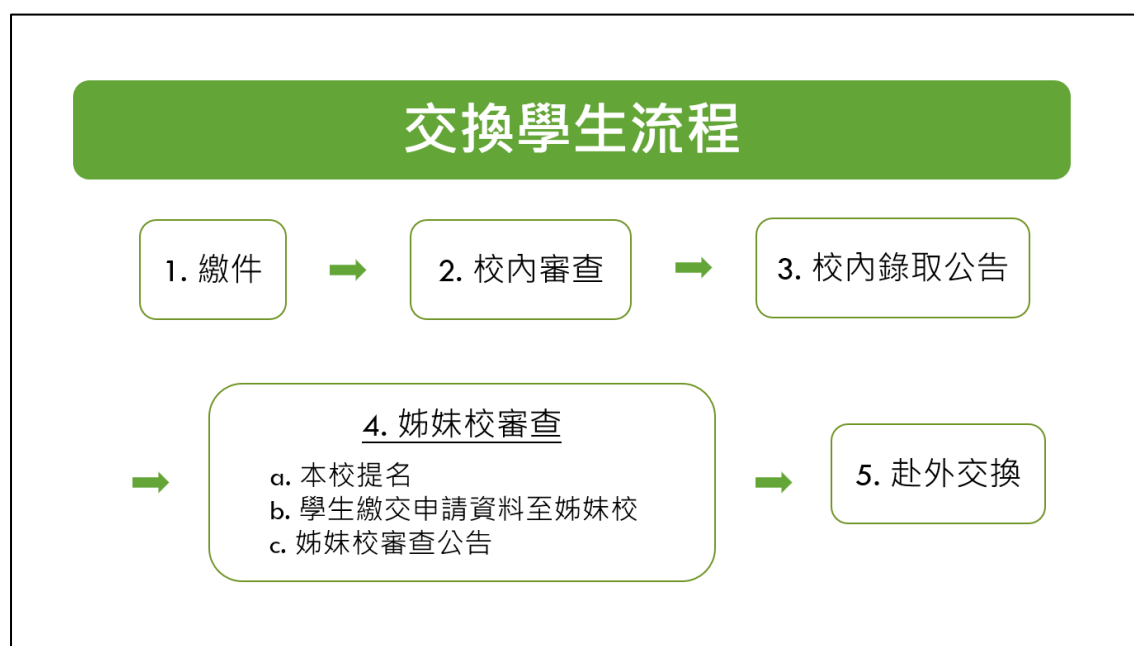 交換學生流程
1. 繳件
2. 校內審查
3. 校內錄取公告
4. 姊妹校審查
a. 本校提名
b. 學生繳交申請資料至姊妹校
c. 姊妹校審查公告
5. 赴外交換